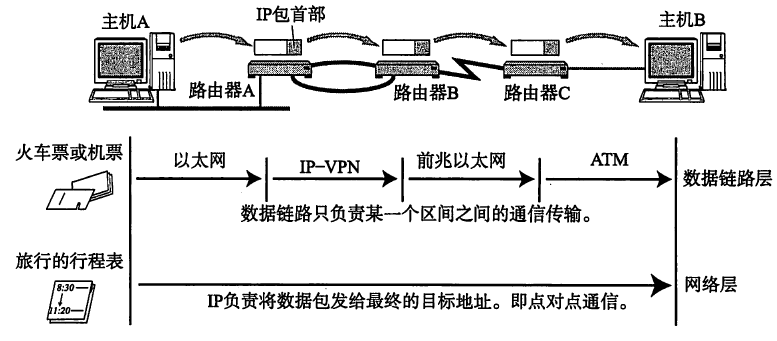 主机A
IP包首部
主机B
路由器A
路由器B
路由器C
火车票或机票
以太网
IP-VPN
前兆以太网
ATM
数据链路层
数据链路只负责某一个区间之间的通信传输。
旅行的行程表
8:30
11:20
网络层
IP负责将数据包发给最终的目标地址。即点对点通信。